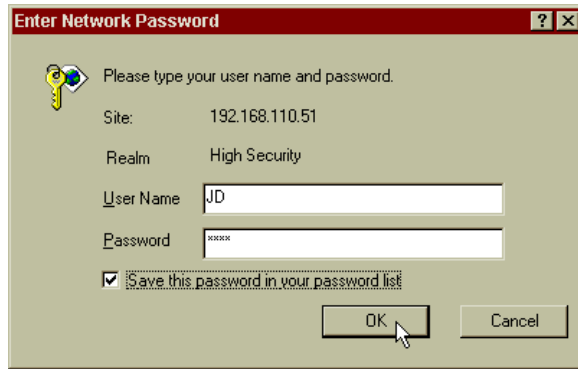 Enter Network Password
Please type your user name and password.
Site: 192.168.110.51
Realm High Security
User Name JD
Password ****
Save this password in your password list
OK Cancel